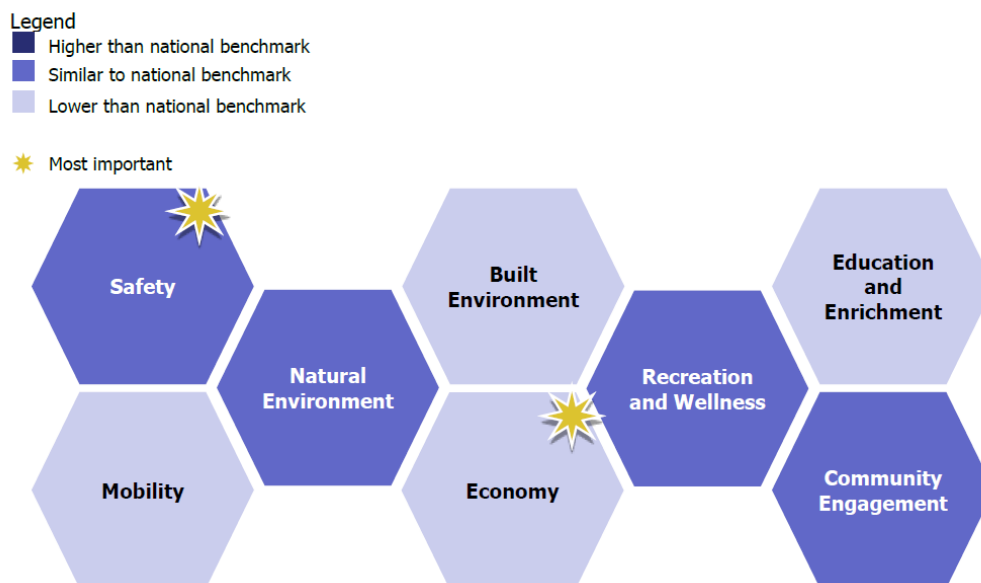 Legend
Higher than national benchmark
Similar to national benchmark
Lower than national benchmark
Most important
Safety
Built
Environment
Education
and
Enrichment
Natural
Environment
Recreation
and Wellness
Mobility
Economy
Community
Engagement